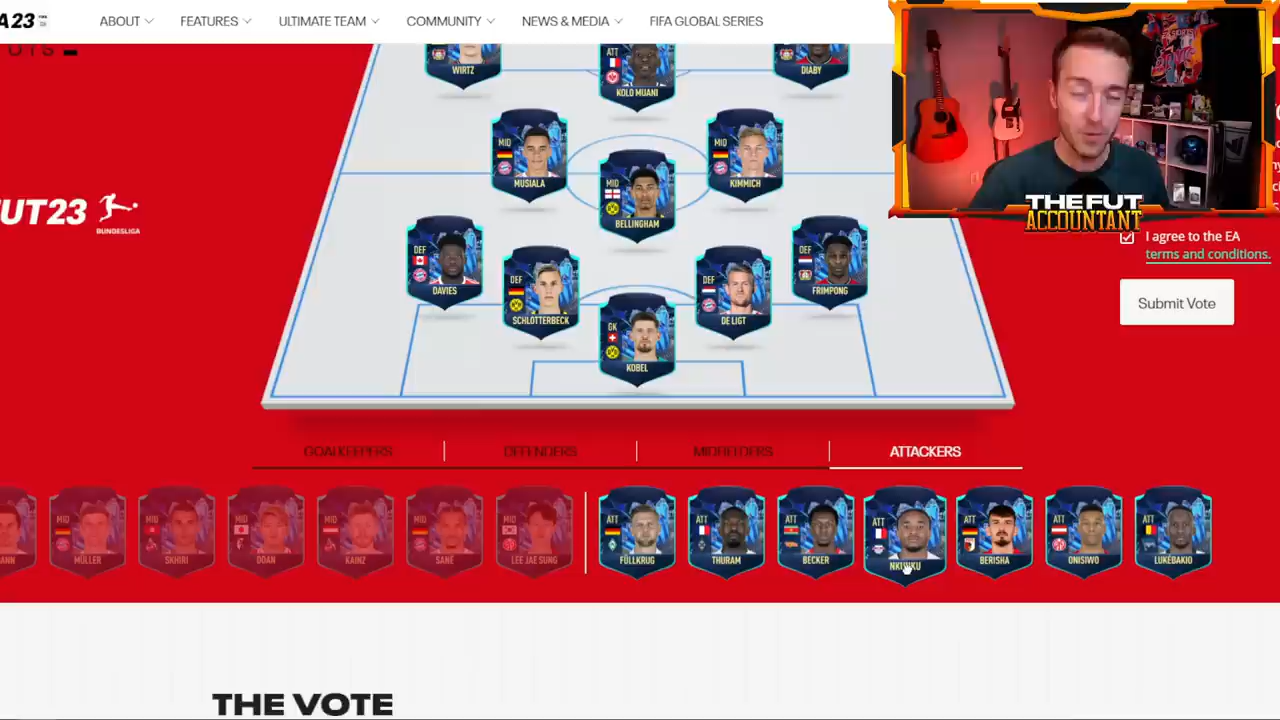 A23
ABOUT
FEATURES
ULTIMATE TEAM
COMMUNITY
NEWS & MEDIA
FIFA GLOBAL SERIES
WIRTZ
ATT
KOLO MUANI
DIABY
MID
MUSIALA
MID
KIMMICH
MID
BELLINGHAM
FUT23
BUNDESLIGA
DEF
DAVIES
DEF
SCHLOTTERBECK
DEF
DE LIGT
DEF
FRIMPONG
GK
KOBEL
THE FUT
ACCOUNTANT
I agree to the EA
terms and conditions.
Submit Vote
GOALKEEPERS
DEFENDERS
MIDFIELDERS
ATTACKERS
MID
MÜLLER
MID
SKHIRI
MID
DOAN
MID
KAINZ
MID
SANÉ
MID
LEE JAE SUNG
ATT
FÜLLKRUG
ATT
THURAM
ATT
BECKER
ATT
NKUNKU
ATT
BERISHA
ATT
ONISIWO
ATT
LUKÉBAKIO
THE VOTE